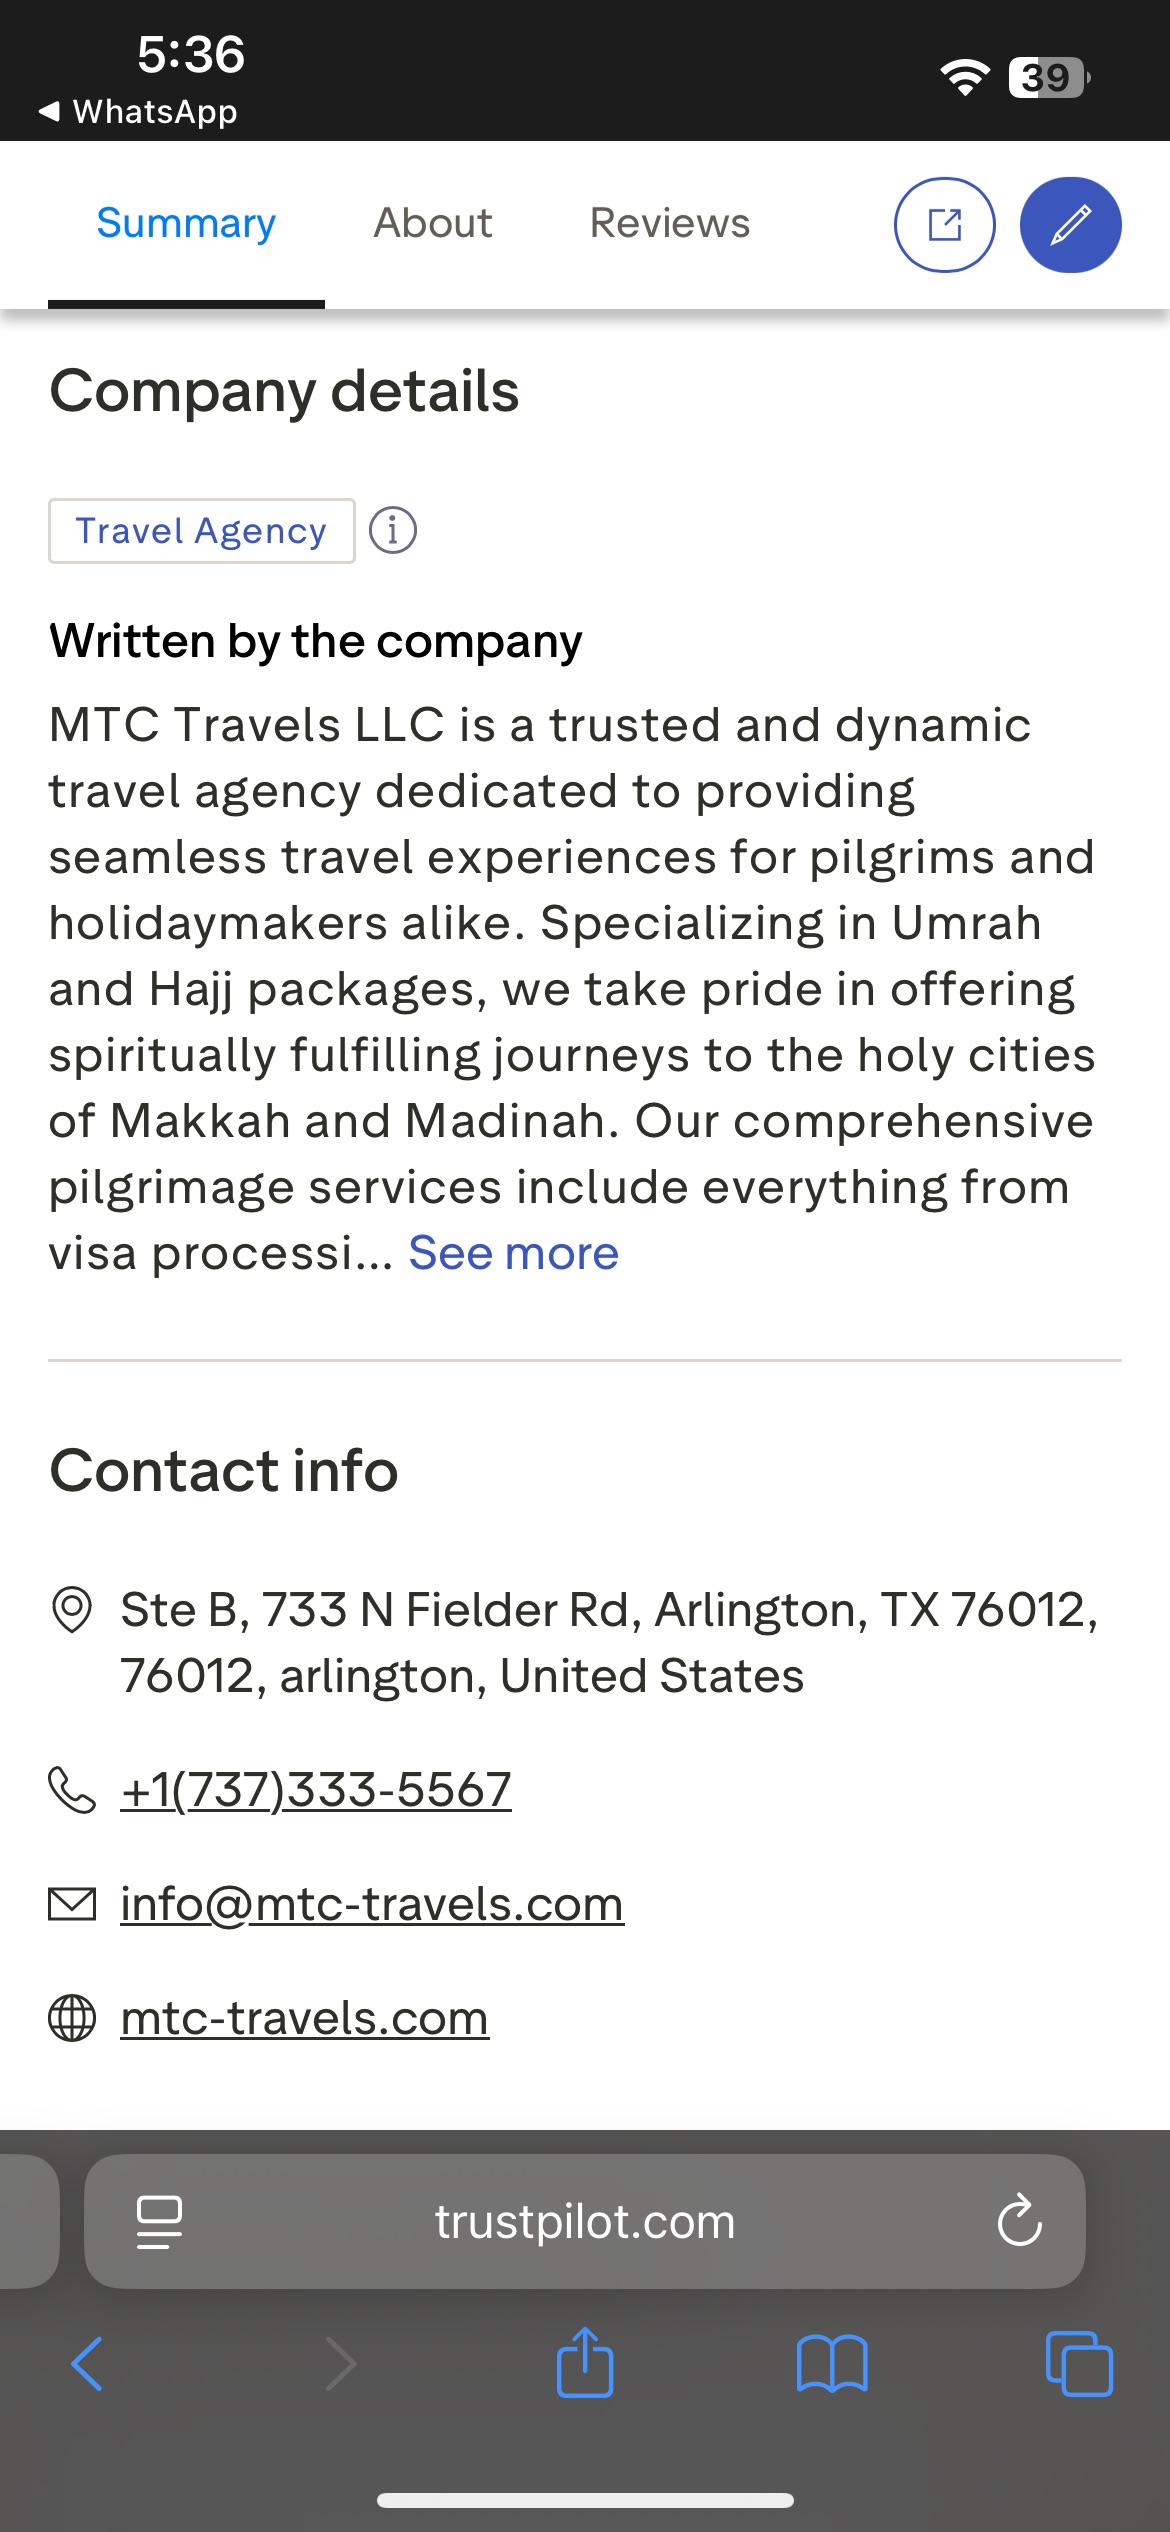 5:36
39
WhatsApp
Summary
About
Reviews
Company details
Travel Agency
Written by the company
MTC Travels LLC is a trusted and dynamic
travel agency dedicated to providing
seamless travel experiences for pilgrims and
holidaymakers alike. Specializing in Umrah
and Hajj packages, we take pride in offering
spiritually fulfilling journeys to the holy cities
of Makkah and Madinah. Our comprehensive
pilgrimage services include everything from
visa processi... See more
Contact info
Ste B, 733 N Fielder Rd, Arlington, TX 76012,
76012, arlington, United States
+1(737)333-5567
info@mtc-travels.com
mtc-travels.com
trustpilot.com